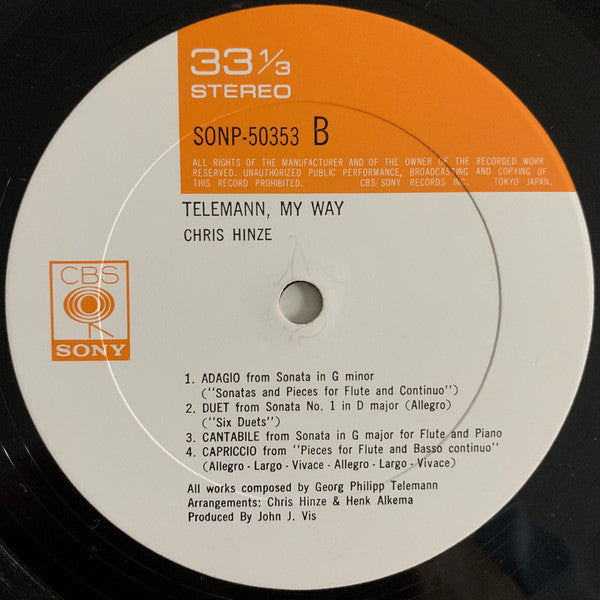 33 1/3
STEREO
SONP-50353 B
ALL RIGHTS OF THE MANUFACTURER AND OF THE OWNER OF THE RECORDED WORK
RESERVED. UNAUTHORIZED PUBLIC PERFORMANCE, BROADCASTING AND COPYING OF
THIS RECORD PROHIBITED. CBS/SONY RECORDS INC. TOKYO JAPAN.
TELEMANN, MY WAY
CHRIS HINZE
CBS
SONY
1. ADAGIO from Sonata in G minor
("Sonatas and Pieces for Flute and Continuo")
2. DUET from Sonata No. 1 in D major (Allegro)
("Six Duets")
3. CANTABILE from Sonata in G major for Flute and Piano
4. CAPRICCIO from "Pieces for Flute and Basso continuo"
(Allegro - Largo - Vivace - Allegro - Largo - Vivace)
All works composed by Georg Philipp Telemann
Arrangements: Chris Hinze & Henk Alkema
Produced By John J. Vis